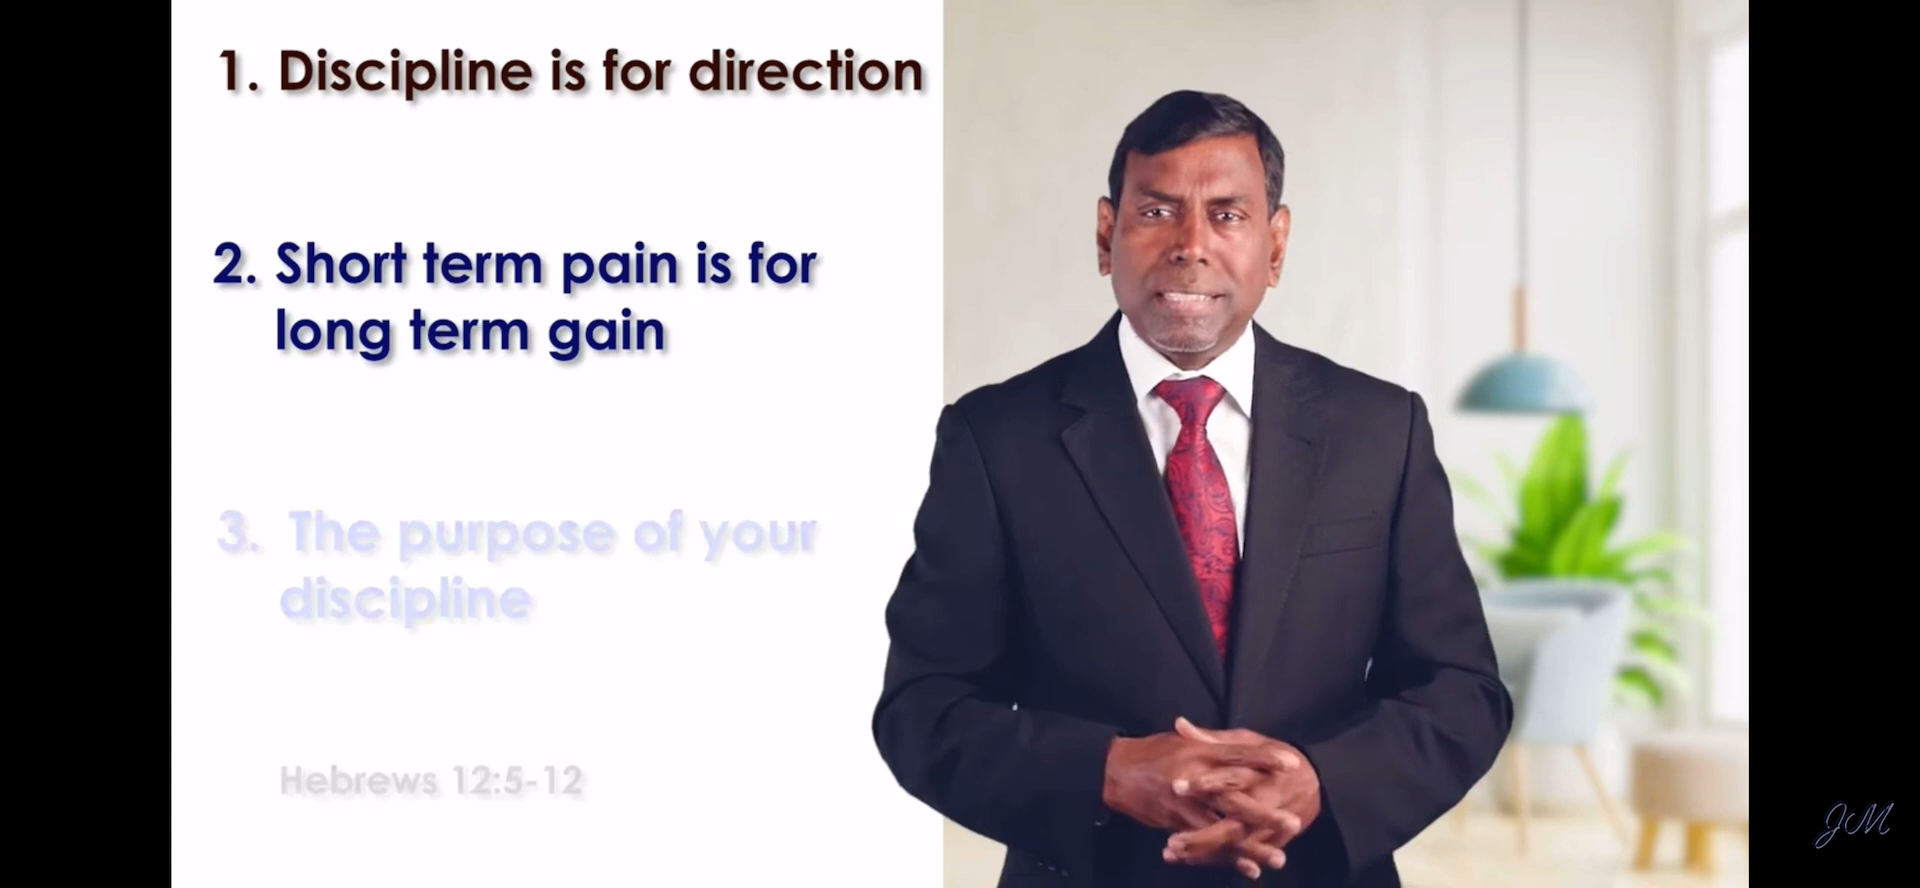 1. Discipline is for direction
2. Short term pain is for
long term gain
3. The purpose of your
discipline
Hebrews 12:5-12
JM